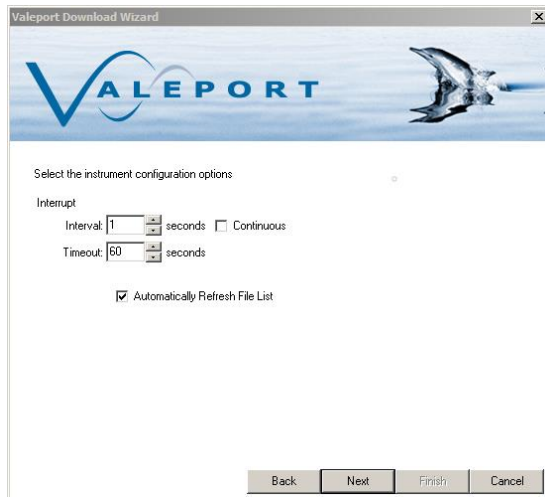 Valeport Download Wizard
VALEPORT
Select the instrument configuration options
Interrupt
Interval: 1 seconds Continuous
Timeout: 60 seconds
Automatically Refresh File List
Back Next Finish Cancel